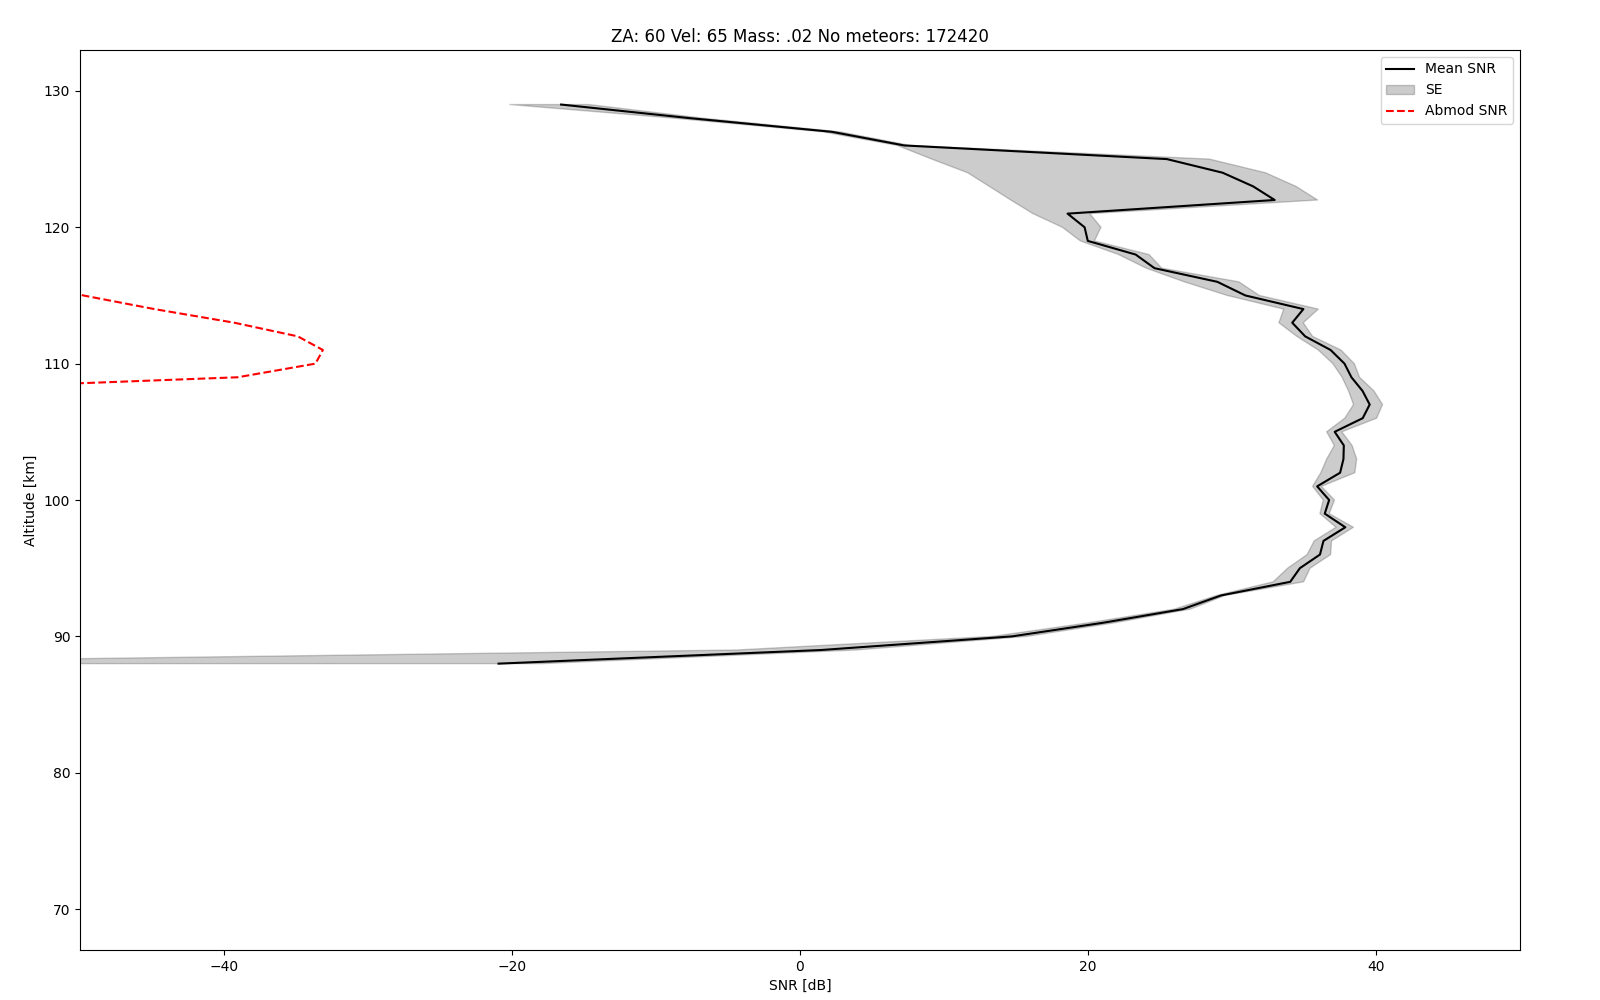 ZA: 60 Vel: 65 Mass: .02 No meteors: 172420
Mean SNR
SE
Abmod SNR
130
120
110
100
90
80
70
Altitude [km]
−40
−20
0
20
40
SNR [dB]